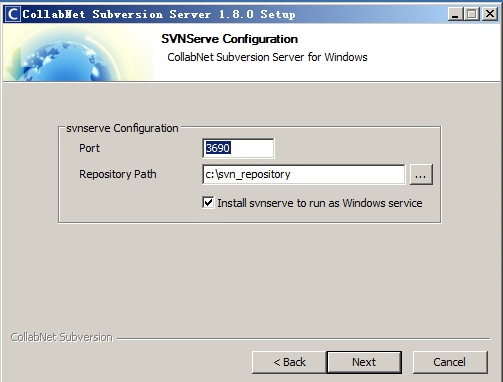 CollabNet Subversion Server 1.8.0 Setup
SVNServe Configuration
CollabNet Subversion Server for Windows
svnserve Configuration
Port 3690
Repository Path c:\svn_repository ...
Install svnserve to run as Windows service
CollabNet Subversion
< Back Next Cancel